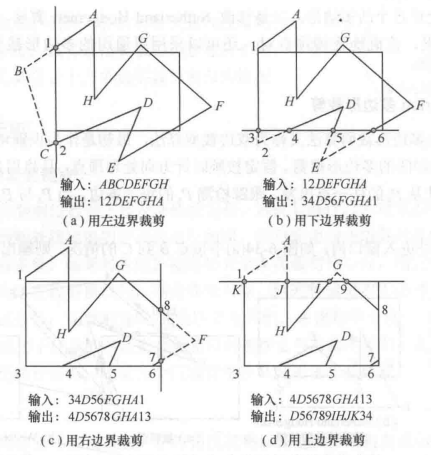 A
G
B
H
D
F
C
2
E
输入：ABCDEFGH
输出：12DEFGHA
(a) 用左边界裁剪
A
1
G
H
D
F
3
4
5
6
2
E
输入：12DEFGHA
输出：34D56FGHA1
(b) 用下边界裁剪
A
1
G
8
H
D
F
7
3
4
5
6
输入：34D56FGHA1
输出：4D5678GHA13
(c) 用右边界裁剪
A
G
1
K
J
I
9
8
H
D
7
3
4
5
6
输入：4D5678GHA13
输出：D56789IHJK34
(d) 用上边界裁剪